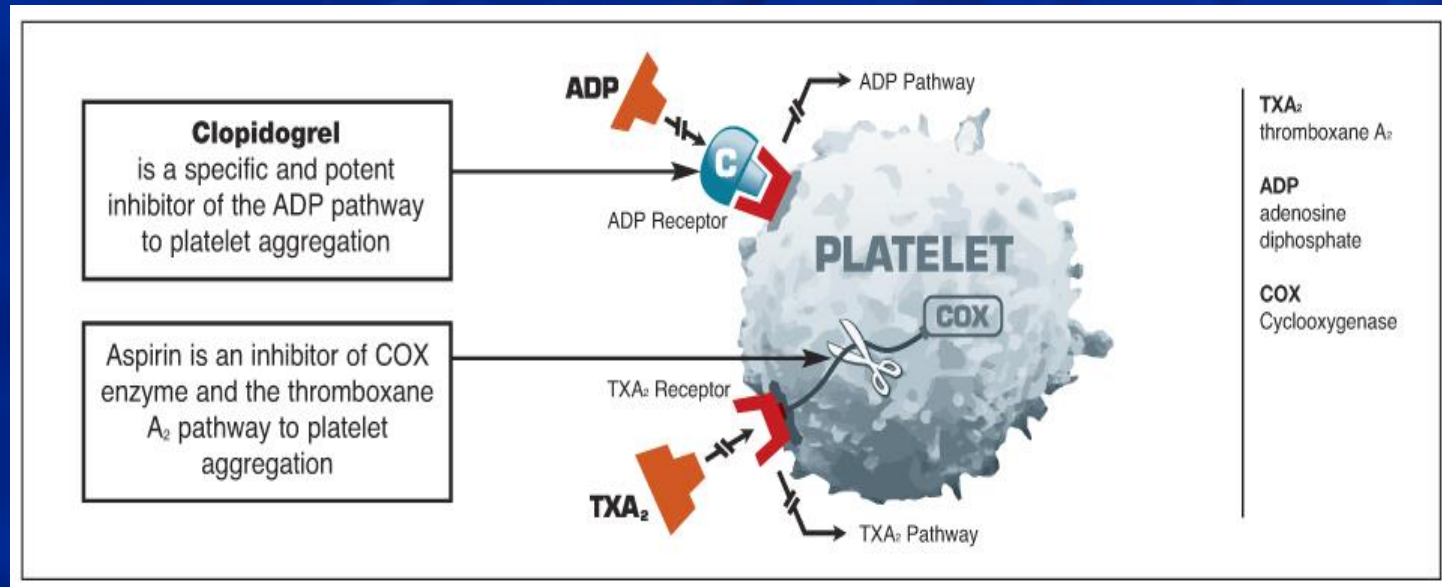 Clopidogrel
is a specific and potent
inhibitor of the ADP pathway
to platelet aggregation
Aspirin is an inhibitor of COX
enzyme and the thromboxane
A₂ pathway to platelet
aggregation
ADP
ADP Pathway
C
ADP Receptor
PLATELET
COX
TXA₂ Receptor
TXA₂
TXA₂ Pathway
TXA₂
thromboxane A₂
ADP
adenosine
diphosphate
COX
Cyclooxygenase